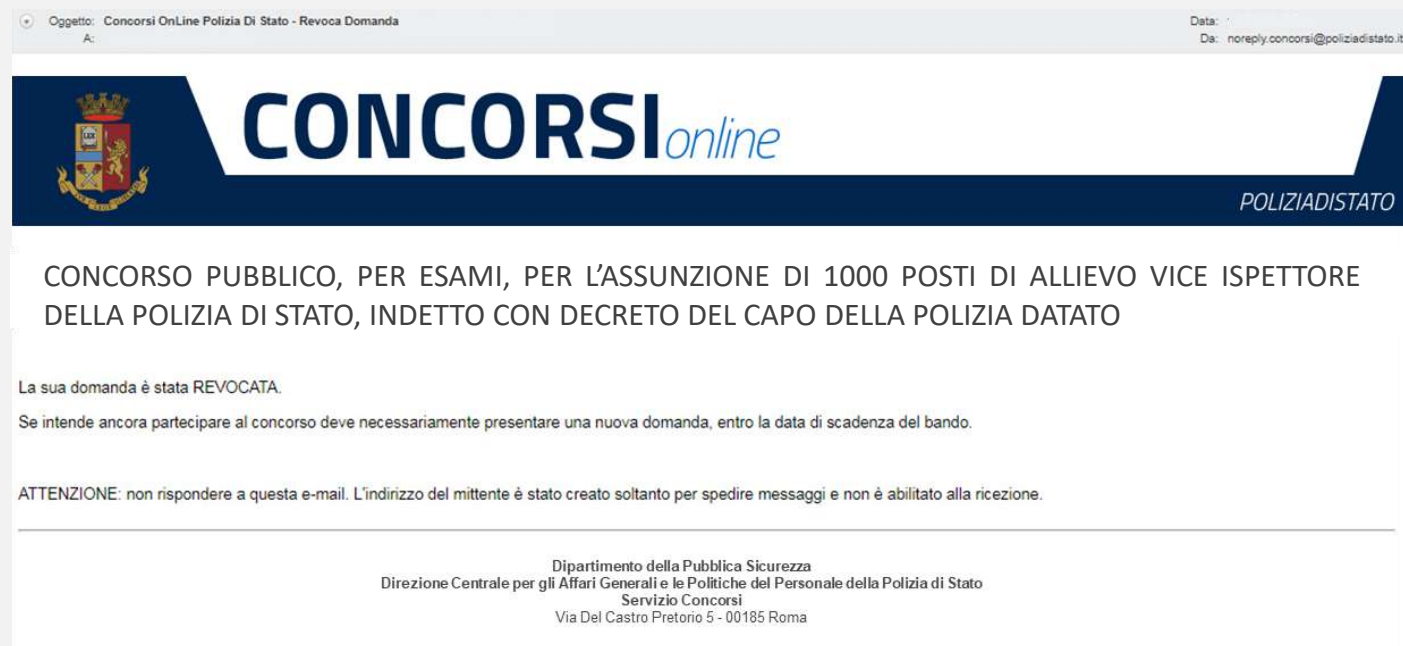 Oggetto: Concorsi OnLine Polizia Di Stato - Revoca Domanda
Data:
A:
Da: noreply.concorsi@poliziadistato.it
CONCORSI online
POLIZIADISTATO
CONCORSO PUBBLICO, PER ESAMI, PER L’ASSUNZIONE DI 1000 POSTI DI ALLIEVO VICE ISPETTORE
DELLA POLIZIA DI STATO, INDETTO CON DECRETO DEL CAPO DELLA POLIZIA DATATO
La sua domanda è stata REVOCATA.
Se intende ancora partecipare al concorso deve necessariamente presentare una nuova domanda, entro la data di scadenza del bando.
ATTENZIONE: non rispondere a questa e-mail. L'indirizzo del mittente è stato creato soltanto per spedire messaggi e non è abilitato alla ricezione.
Dipartimento della Pubblica Sicurezza
Direzione Centrale per gli Affari Generali e le Politiche del Personale della Polizia di Stato
Servizio Concorsi
Via Del Castro Pretorio 5 - 00185 Roma